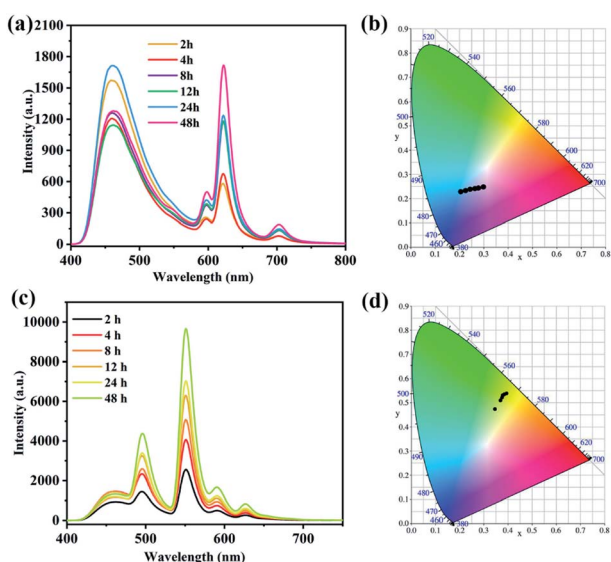 (a)
2100
1800
1500
1200
900
600
300
0
Intensity (a.u.)
2h
4h
8h
12h
24h
48h
400 500 600 700 800
Wavelength (nm)
(b)
0.9
0.8
0.7
0.6
0.5
y
0.4
0.3
0.2
0.1
0.0
520
540
560
580
600
620
700
500
490
480
470
460
380
0.0 0.1 0.2 0.3 0.4 0.5 0.6 0.7
x
(c)
10000
8000
6000
4000
2000
0
Intensity (a.u.)
2 h
4 h
8 h
12 h
24 h
48 h
400 500 600 700
Wavelength (nm)
(d)
0.9
0.8
0.7
0.6
0.5
y
0.4
0.3
0.2
0.1
0.0
520
540
560
580
600
620
700
500
490
480
470
460
380
0.0 0.1 0.2 0.3 0.4 0.5 0.6 0.7
x